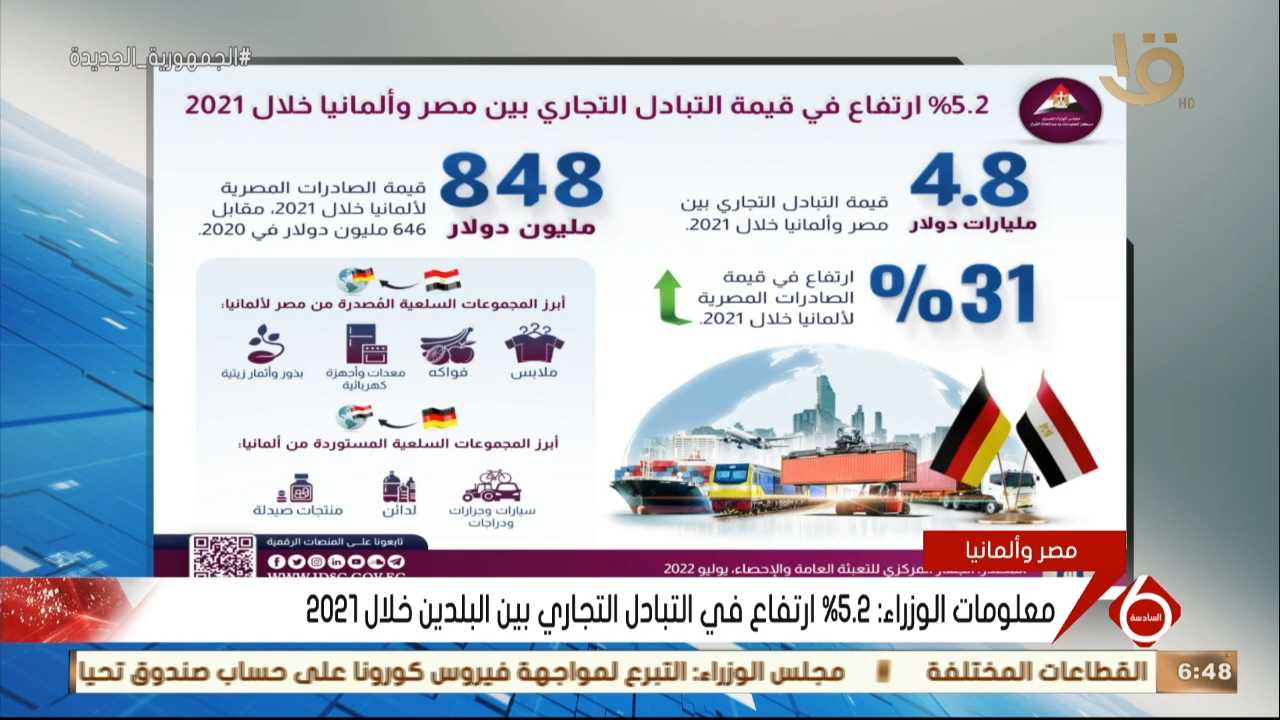 #الجمهورية_الجديدة
HD
5.2% ارتفاع في قيمة التبادل التجاري بين مصر وألمانيا خلال 2021
4.8
مليارات دولار
قيمة التبادل التجاري بين
مصر وألمانيا خلال 2021.
848
مليون دولار
قيمة الصادرات المصرية
لألمانيا خلال 2021، مقابل
646 مليون دولار في 2020.
%31
ارتفاع في قيمة
الصادرات المصرية
لألمانيا خلال 2021.
أبرز المجموعات السلعية المُصدرة من مصر لألمانيا:
ملابس
فواكه
معدات وأجهزة
كهربائية
بذور وأثمار زيتية
أبرز المجموعات السلعية المستوردة من ألمانيا:
سيارات وجرارات
ودراجات
لدائن
منتجات صيدلة
تابعونا على المنصات الرقمية
WWW.IDSC.GOV.EG
المصدر: الجهاز المركزي للتعبئة العامة والإحصاء، يوليو 2022
مصر وألمانيا
السادسة
معلومات الوزراء: 5.2% ارتفاع في التبادل التجاري بين البلدين خلال 2021
6:48
القطاعات المختلفة
مجلس الوزراء: التبرع لمواجهة فيروس كورونا على حساب صندوق تحيا